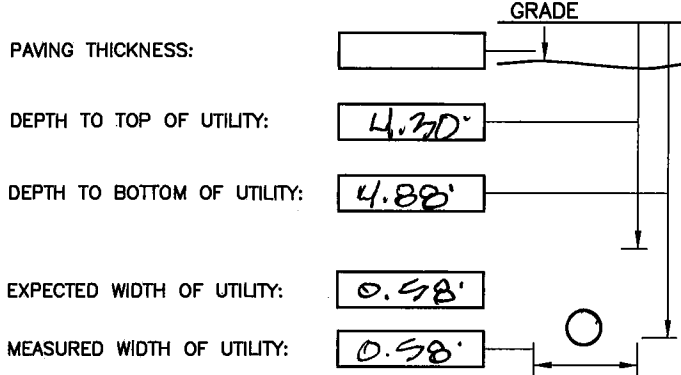 GRADE
PAVING THICKNESS:
DEPTH TO TOP OF UTILITY: 4.30'
DEPTH TO BOTTOM OF UTILITY: 4.88'
EXPECTED WIDTH OF UTILITY: 0.58'
MEASURED WIDTH OF UTILITY: 0.58'